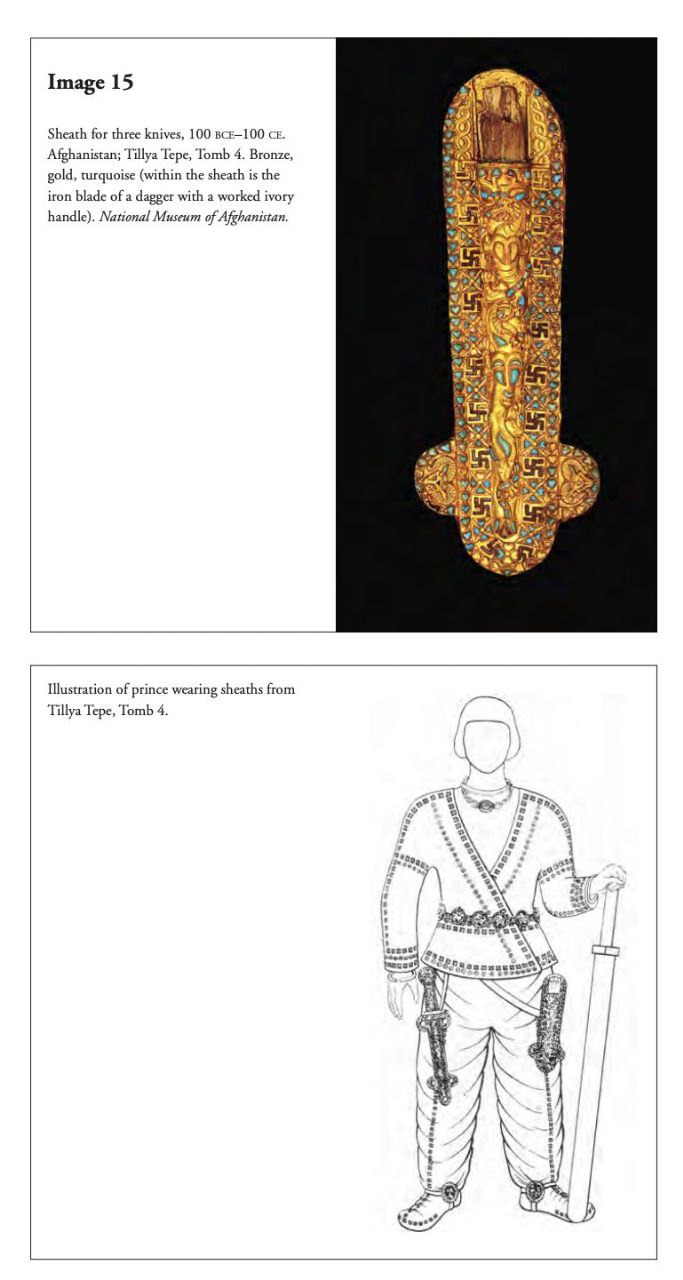 Image 15
Sheath for three knives, 100 BCE–100 CE.
Afghanistan; Tillya Tepe, Tomb 4. Bronze,
gold, turquoise (within the sheath is the
iron blade of a dagger with a worked ivory
handle). National Museum of Afghanistan.
Illustration of prince wearing sheaths from
Tillya Tepe, Tomb 4.